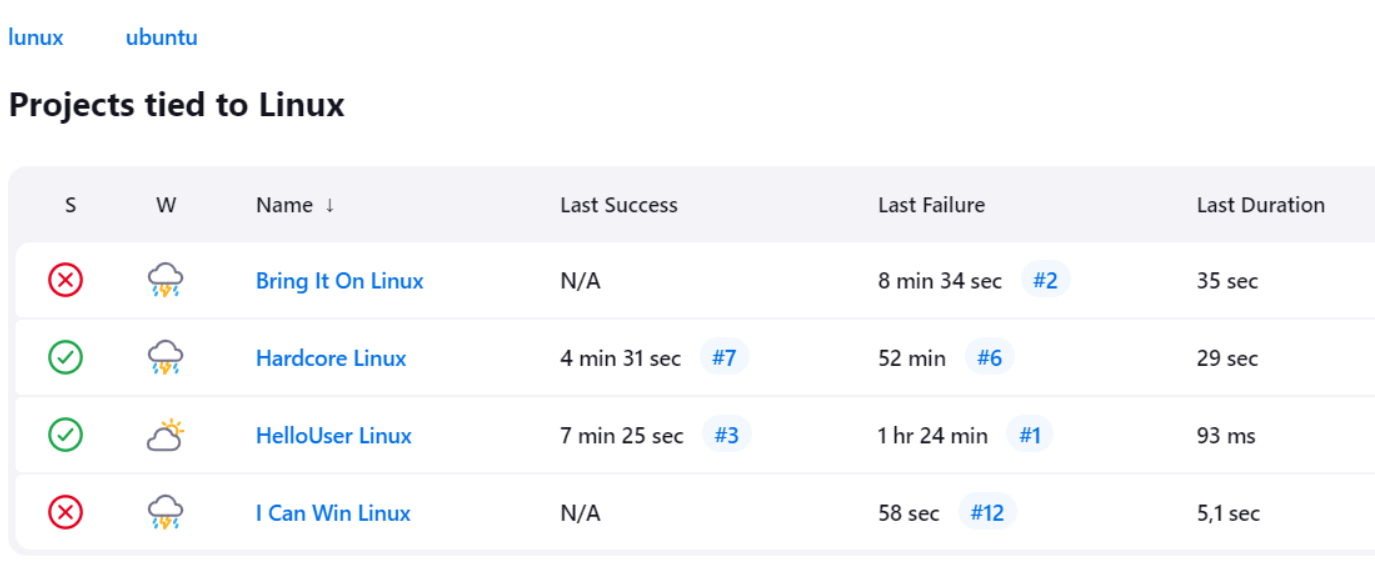 lunux ubuntu
Projects tied to Linux
S W Name ↓ Last Success Last Failure Last Duration
Bring It On Linux N/A 8 min 34 sec #2 35 sec
Hardcore Linux 4 min 31 sec #7 52 min #6 29 sec
HelloUser Linux 7 min 25 sec #3 1 hr 24 min #1 93 ms
I Can Win Linux N/A 58 sec #12 5,1 sec